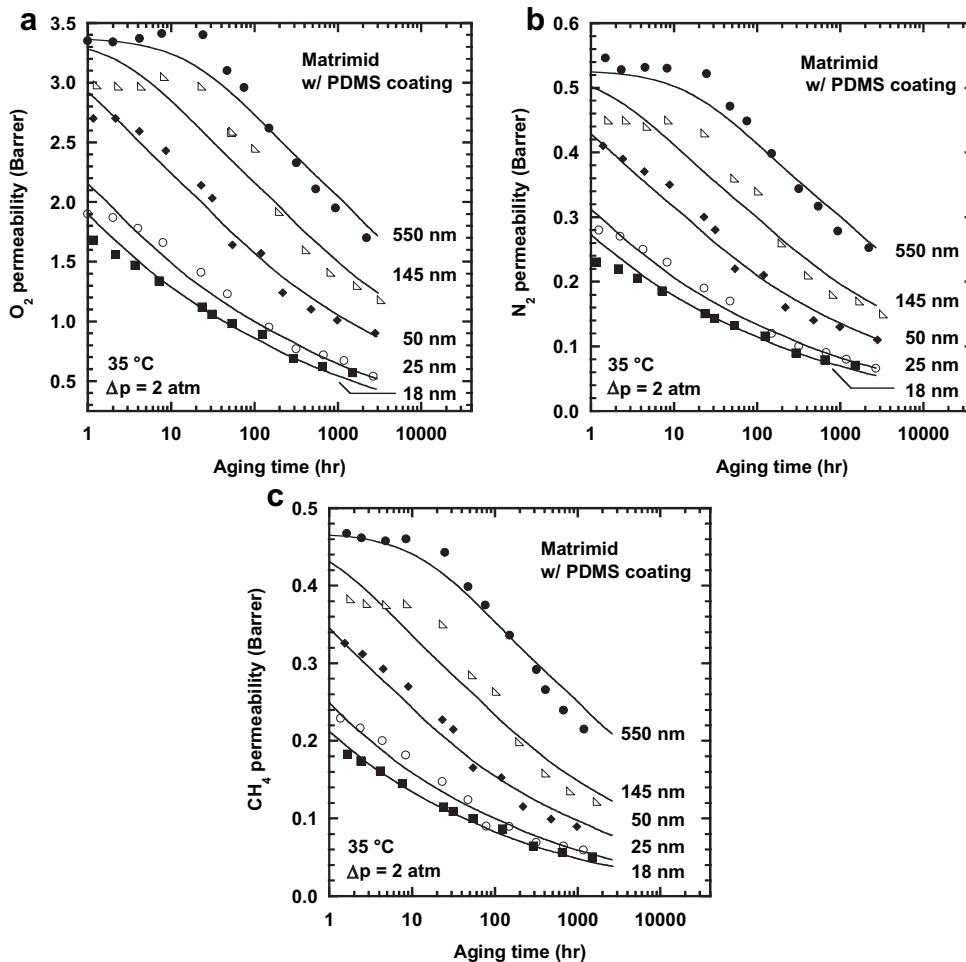 a
O₂ permeability (Barrer)
4.0
3.5
3.0
2.5
2.0
1.5
1.0
0.5
Matrimid
w/ PDMS coating
550 nm
145 nm
50 nm
25 nm
18 nm
35 °C
Δp = 2 atm
1 10 100 1000 10000
Aging time (hr)
b
N₂ permeability (Barrer)
0.6
0.5
0.4
0.3
0.2
0.1
0.0
Matrimid
w/ PDMS coating
550 nm
145 nm
50 nm
25 nm
18 nm
35 °C
Δp = 2 atm
1 10 100 1000 10000
Aging time (hr)
c
CH₄ permeability (Barrer)
0.5
0.4
0.3
0.2
0.1
0.0
Matrimid
w/ PDMS coating
550 nm
145 nm
50 nm
25 nm
18 nm
35 °C
Δp = 2 atm
1 10 100 1000 10000
Aging time (hr)